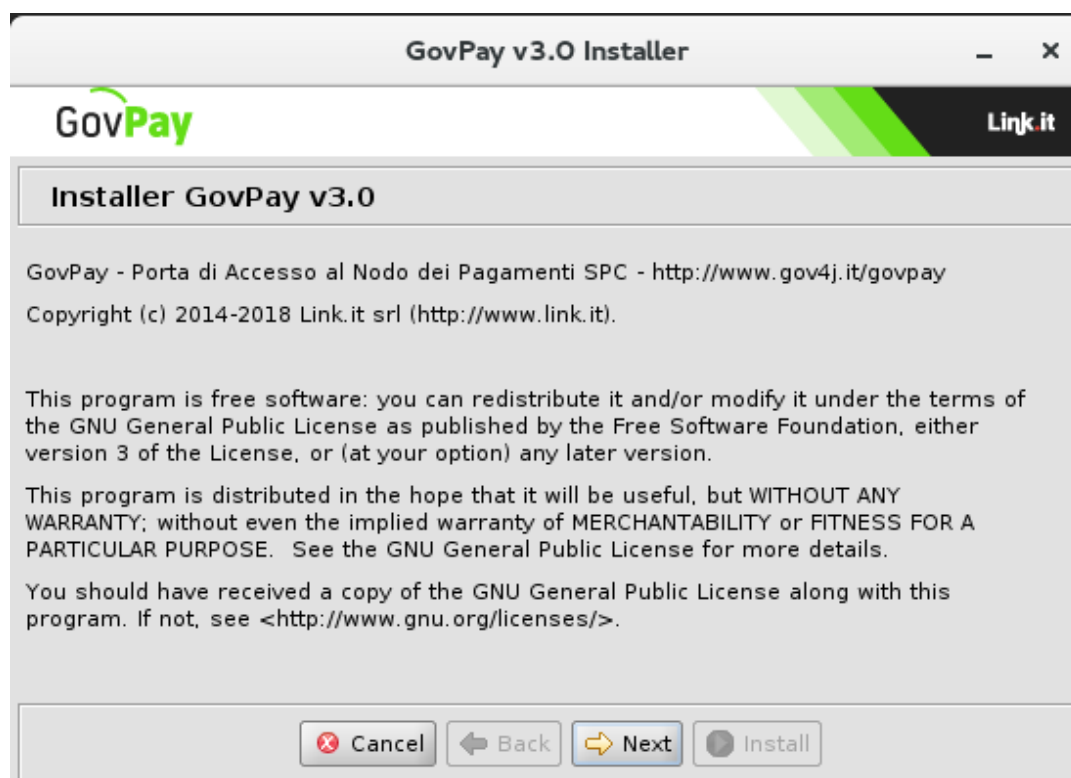 GovPay v3.0 Installer
GovPay
Link.it
Installer GovPay v3.0
GovPay - Porta di Accesso al Nodo dei Pagamenti SPC - http://www.gov4j.it/govpay
Copyright (c) 2014-2018 Link.it srl (http://www.link.it).
This program is free software: you can redistribute it and/or modify it under the terms of
the GNU General Public License as published by the Free Software Foundation, either
version 3 of the License, or (at your option) any later version.
This program is distributed in the hope that it will be useful, but WITHOUT ANY
WARRANTY; without even the implied warranty of MERCHANTABILITY or FITNESS FOR A
PARTICULAR PURPOSE.  See the GNU General Public License for more details.
You should have received a copy of the GNU General Public License along with this
program. If not, see <http://www.gnu.org/licenses/>.
Cancel Back Next Install